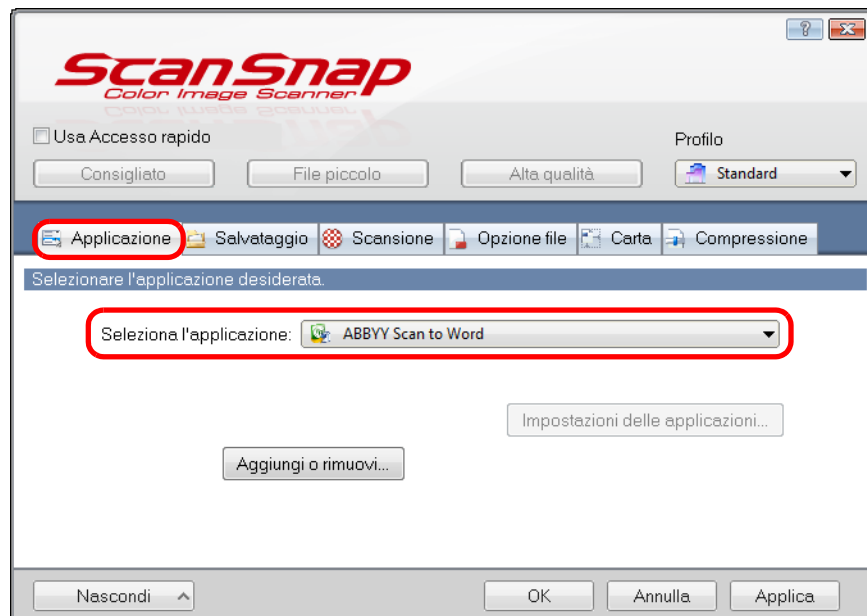 ScanSnap
Color Image Scanner
Usa Accesso rapido
Profilo
Consigliato File piccolo Alta qualità Standard
Applicazione Salvataggio Scansione Opzione file Carta Compressione
Selezionare l'applicazione desiderata.
Seleziona l'applicazione: ABBYY Scan to Word
Impostazioni delle applicazioni...
Aggiungi o rimuovi...
Nascondi OK Annulla Applica